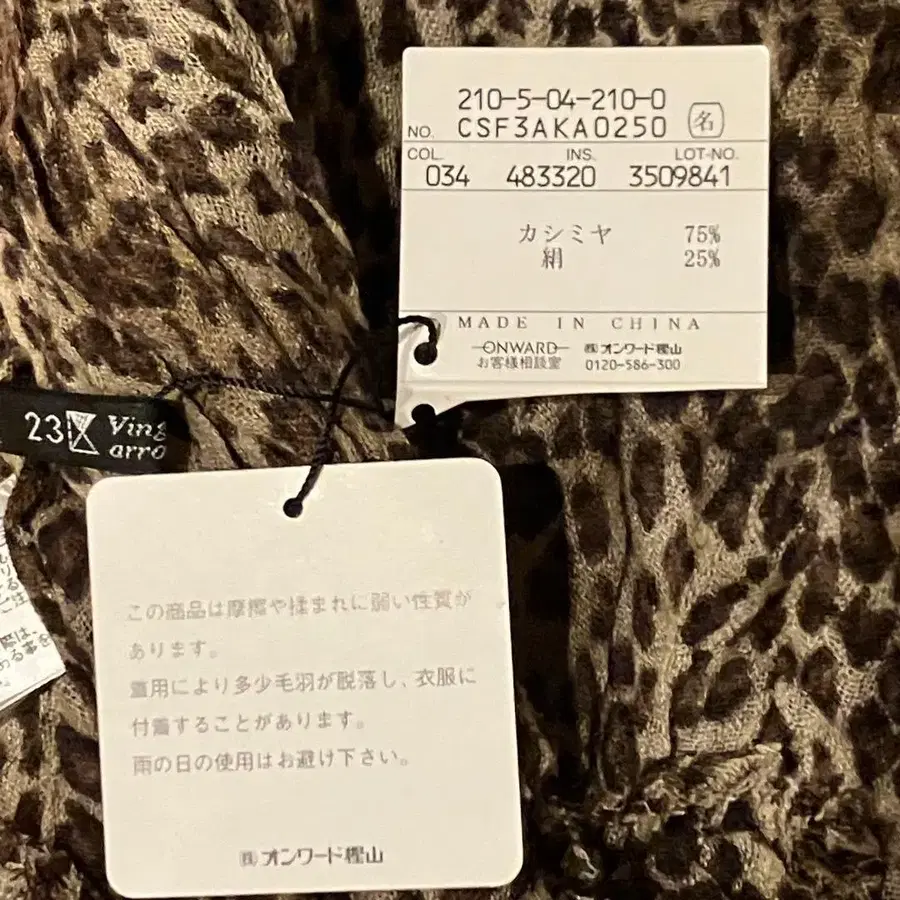 210-5-04-210-0
NO. CSF3AKA0250 名
COL. INS. LOT-NO.
034 483320 3509841
カシミヤ 75%
絹 25%
MADE IN CHINA
ONWARD ㈱オンワード樫山
お客様相談室 0120-586-300
23区 Ving
arro
この商品は摩擦や揉まれに弱い性質が
あります。
着用により多少毛羽が脱落し、衣服に
付着することがあります。
雨の日の使用はお避け下さい。
㈱オンワード樫山